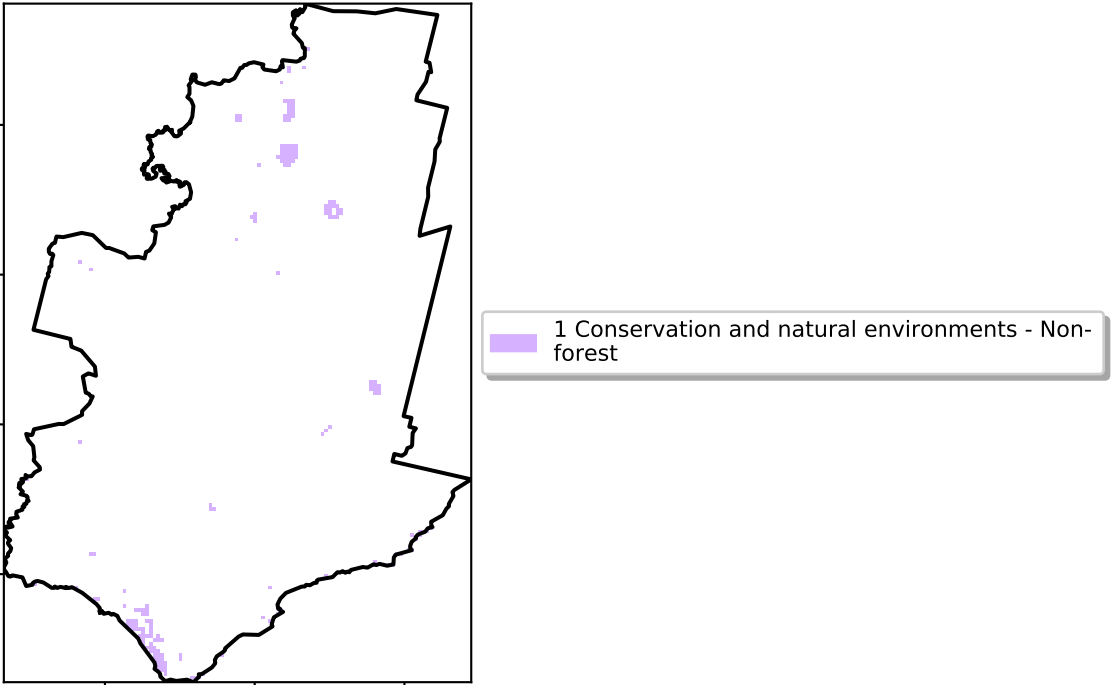 1 Conservation and natural environments - Non-
forest